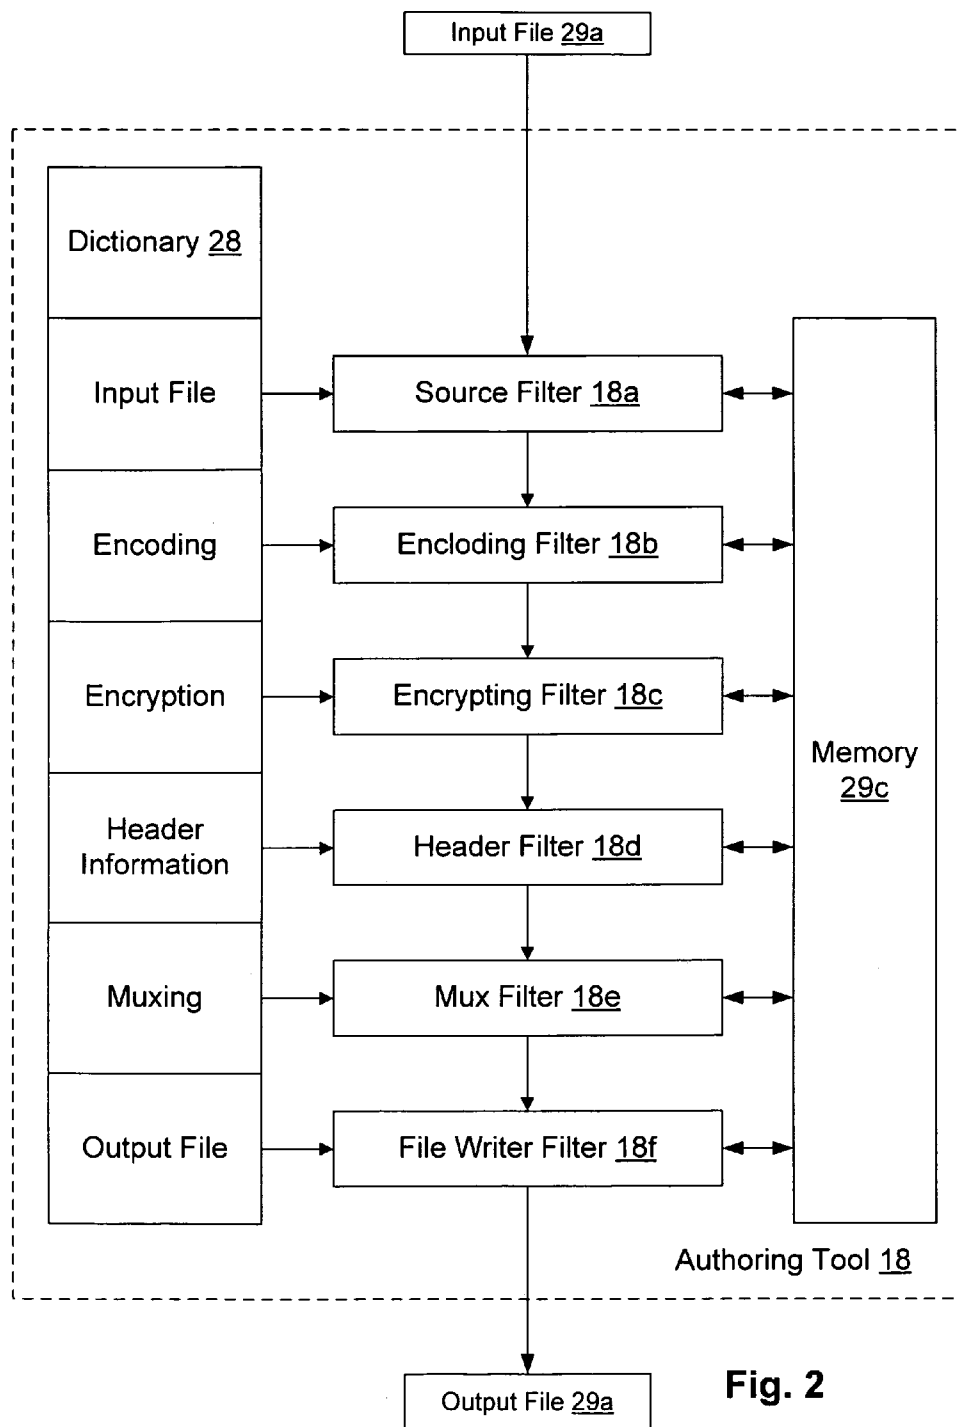 Input File 29a
Dictionary 28
Input File
Source Filter 18a
Encoding
Encloding Filter 18b
Encryption
Encrypting Filter 18c
Memory
29c
Header
Information
Header Filter 18d
Muxing
Mux Filter 18e
Output File
File Writer Filter 18f
Authoring Tool 18
Output File 29a
Fig. 2